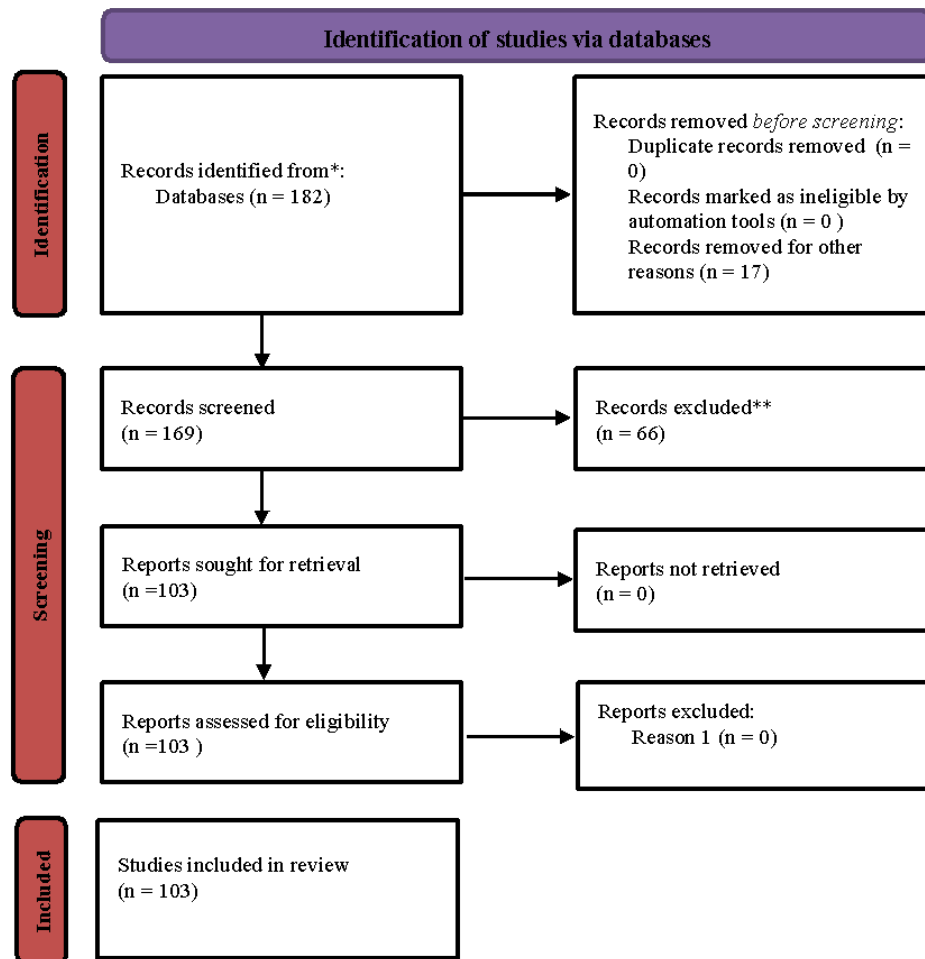 Identification of studies via databases
Identification
Records identified from*:
Databases (n = 182)
Records removed before screening:
Duplicate records removed (n =
0)
Records marked as ineligible by
automation tools (n = 0 )
Records removed for other
reasons (n = 17)
Screening
Records screened
(n = 169)
Records excluded**
(n = 66)
Reports sought for retrieval
(n =103)
Reports not retrieved
(n = 0)
Reports assessed for eligibility
(n =103 )
Reports excluded:
Reason 1 (n = 0)
Included
Studies included in review
(n = 103)